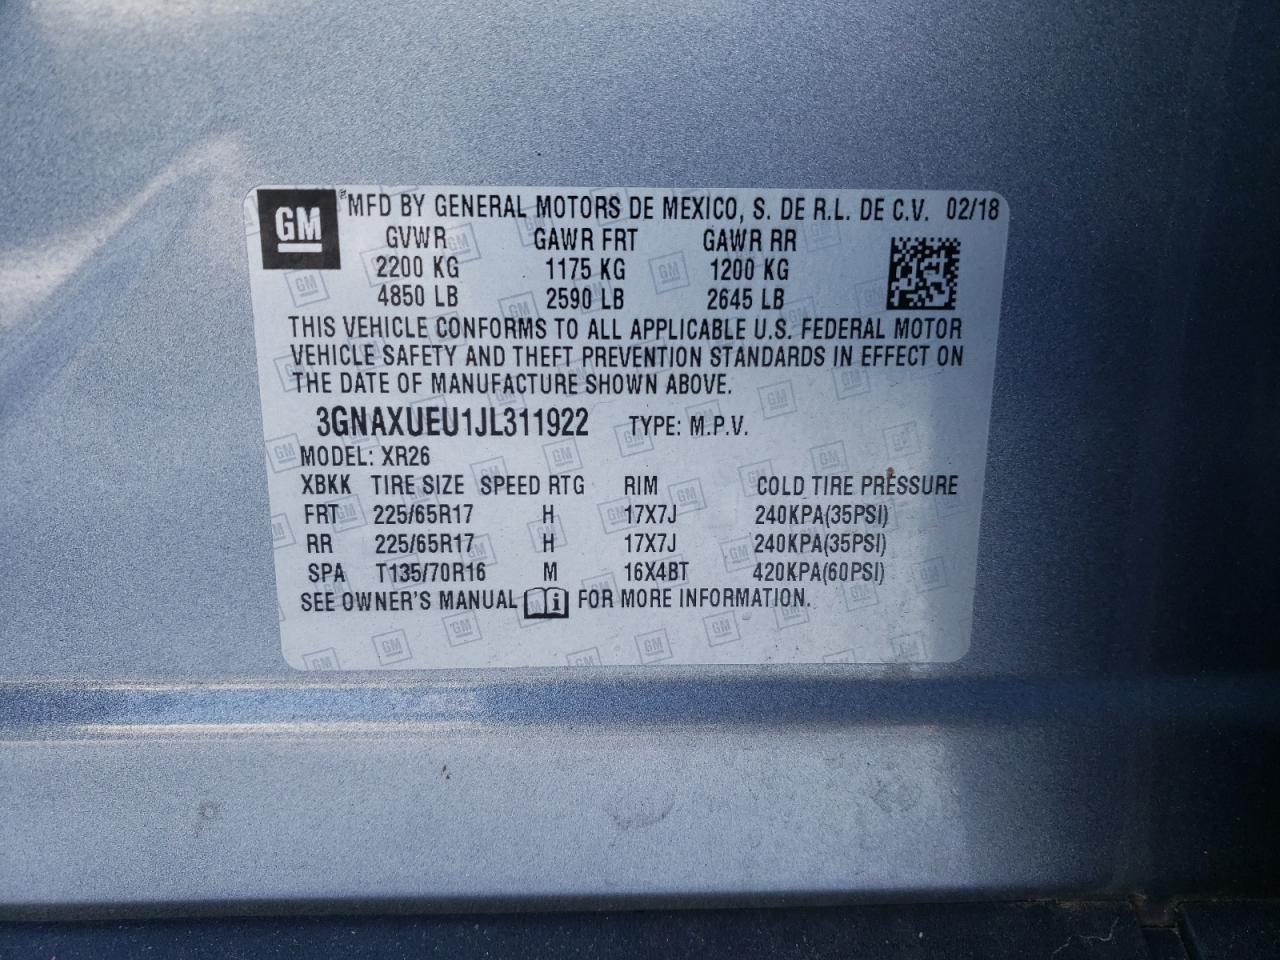 GM ® MFD BY GENERAL MOTORS DE MEXICO, S. DE R.L. DE C.V. 02/18
GVWR GAWR FRT GAWR RR
2200 KG 1175 KG 1200 KG
4850 LB 2590 LB 2645 LB
THIS VEHICLE CONFORMS TO ALL APPLICABLE U.S. FEDERAL MOTOR
VEHICLE SAFETY AND THEFT PREVENTION STANDARDS IN EFFECT ON
THE DATE OF MANUFACTURE SHOWN ABOVE.
3GNAXUEU1JL311922 TYPE: M.P.V.
MODEL: XR26
XBKK TIRE SIZE SPEED RTG RIM COLD TIRE PRESSURE
FRT 225/65R17 H 17X7J 240KPA(35PSI)
RR 225/65R17 H 17X7J 240KPA(35PSI)
SPA T135/70R16 M 16X4BT 420KPA(60PSI)
SEE OWNER'S MANUAL i FOR MORE INFORMATION.